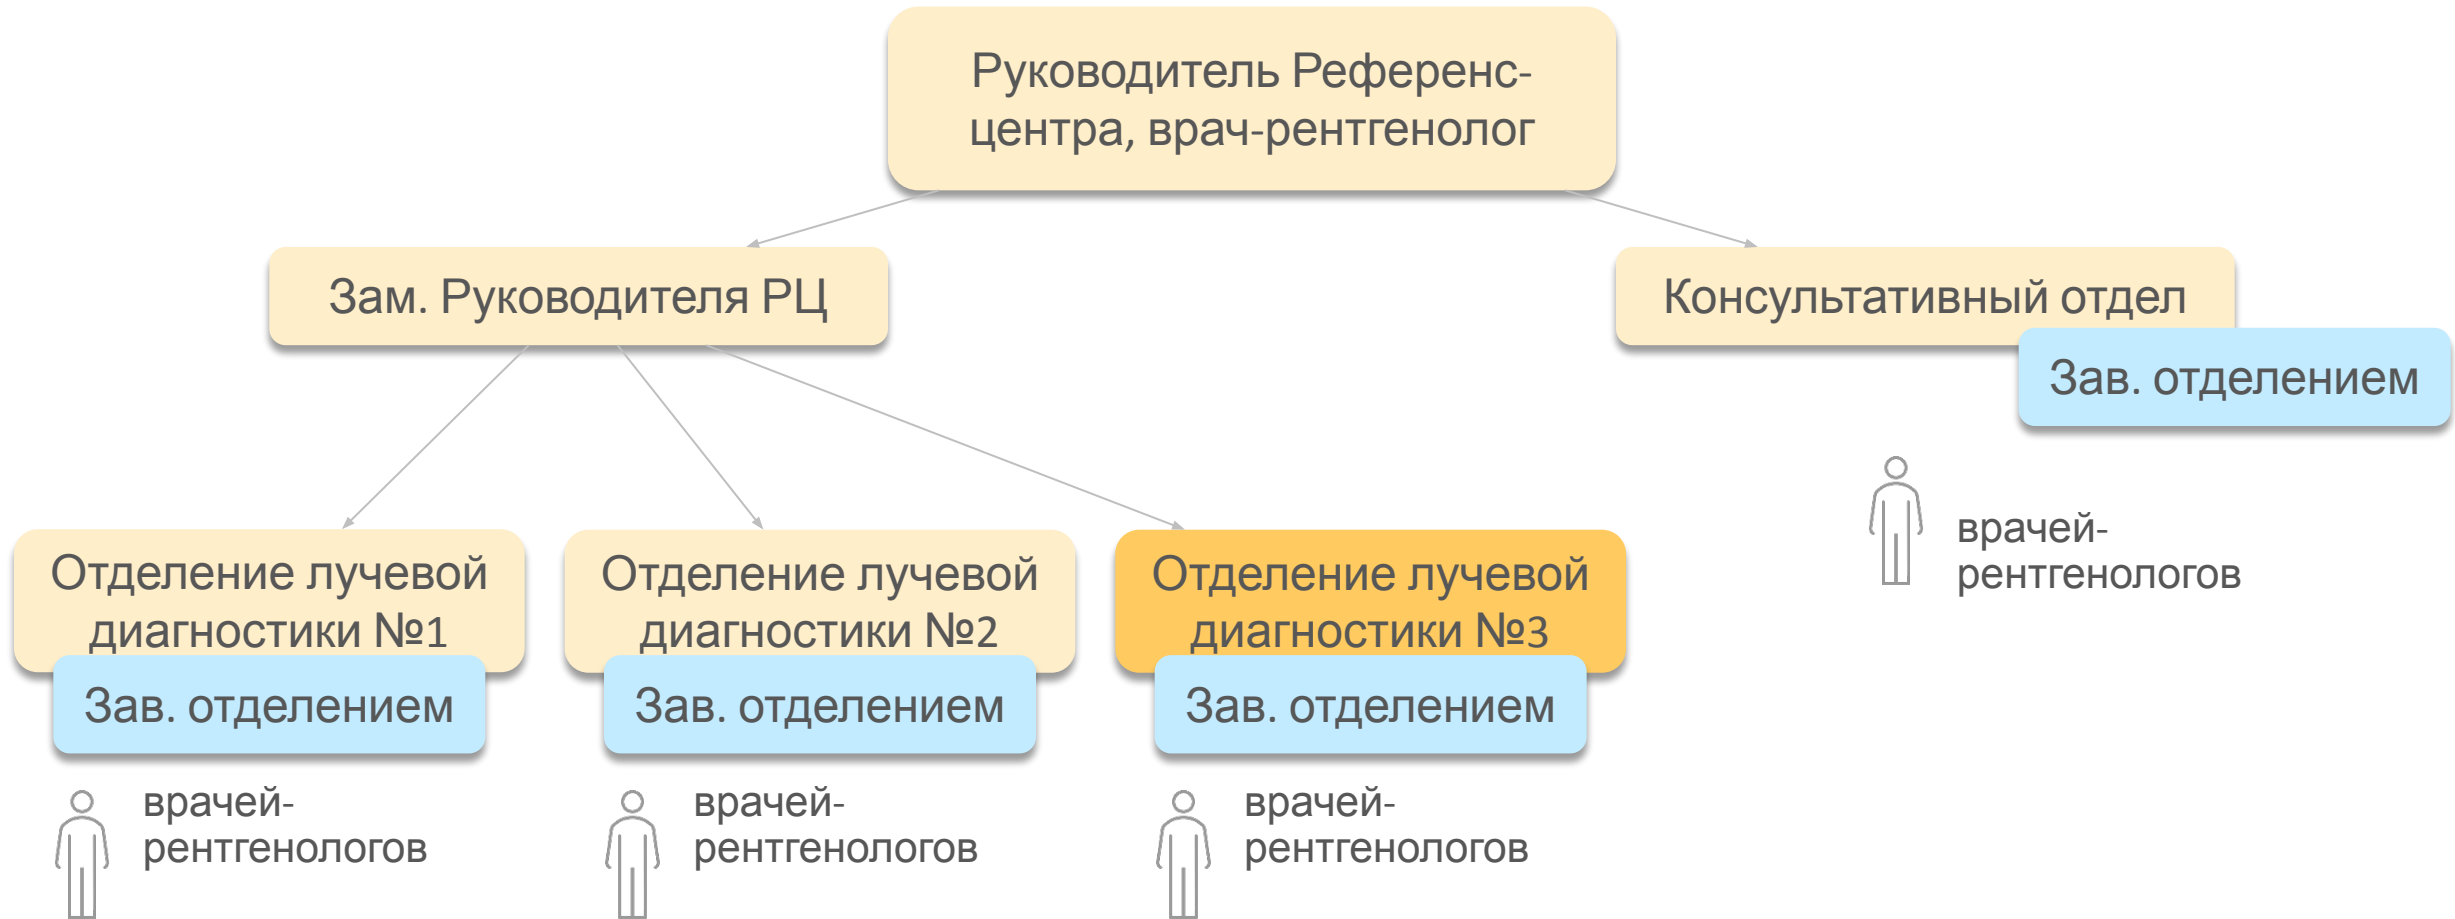 Руководитель Референс-
центра, врач-рентгенолог
Зам. Руководителя РЦ
Консультативный отдел
Зав. отделением
врачей-
рентгенологов
Отделение лучевой
диагностики №1
Зав. отделением
врачей-
рентгенологов
Отделение лучевой
диагностики №2
Зав. отделением
врачей-
рентгенологов
Отделение лучевой
диагностики №3
Зав. отделением
врачей-
рентгенологов